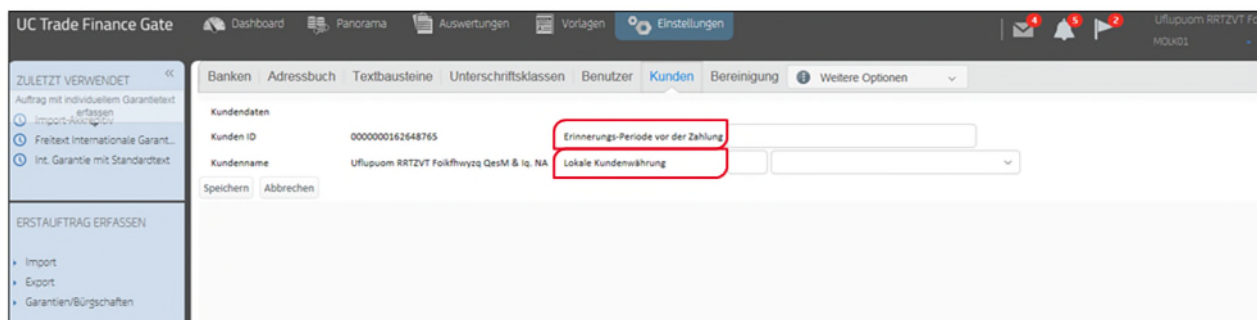 UC Trade Finance Gate Dashboard Panorama Auswertungen Vorlagen Einstellungen 4 5 2 Uflupuom RRTZVT Fo
MOLK01
ZULETZT VERWENDET « Banken Adressbuch Textbausteine Unterschriftsklassen Benutzer Kunden Bereinigung Weitere Optionen
Auftrag mit individuellem Garantietext
erfassen
Import-Akkreditiv
Freitext Internationale Garant...
Int. Garantie mit Standardtext
Kundendaten
Kunden ID 0000000162648765 Erinnerungs-Periode vor der Zahlung
Kundenname Uflupuom RRTZVT Foikfhwyzq QesM & Iq. NA Lokale Kundenwährung
Speichern Abbrechen
ERSTAUFTRAG ERFASSEN
Import
Export
Garantien/Bürgschaften